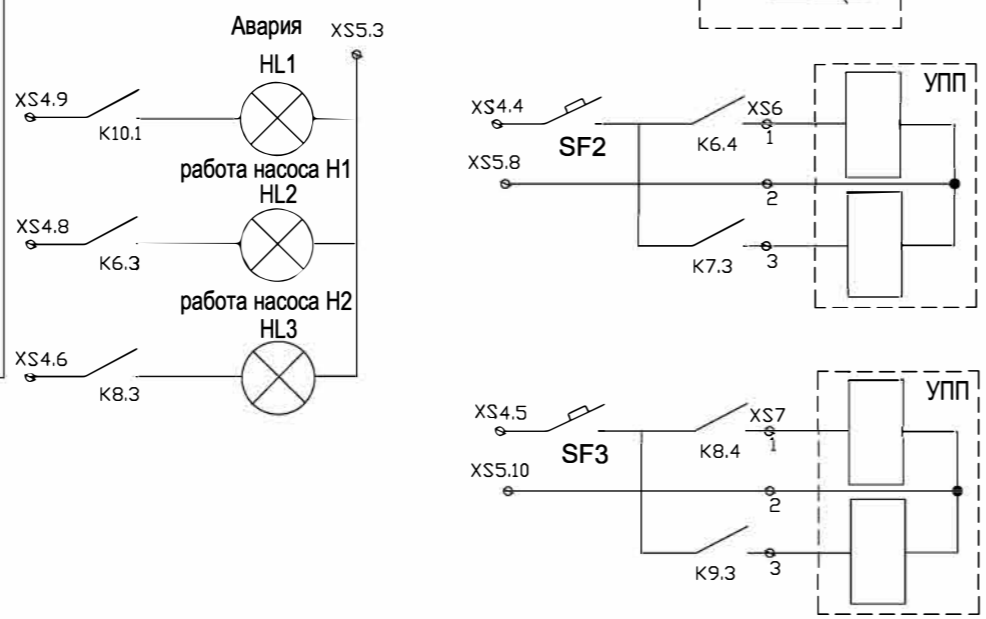 Авария
XS5.3
HL1
XS4.9
K10.1
работа насоса Н1
HL2
XS4.8
K6.3
работа насоса Н2
HL3
XS4.6
K8.3
УПП
XS4.4
SF2
K6.4
XS6
1
XS5.8
2
K7.3
3
УПП
XS4.5
SF3
K8.4
XS7
1
XS5.10
2
K9.3
3